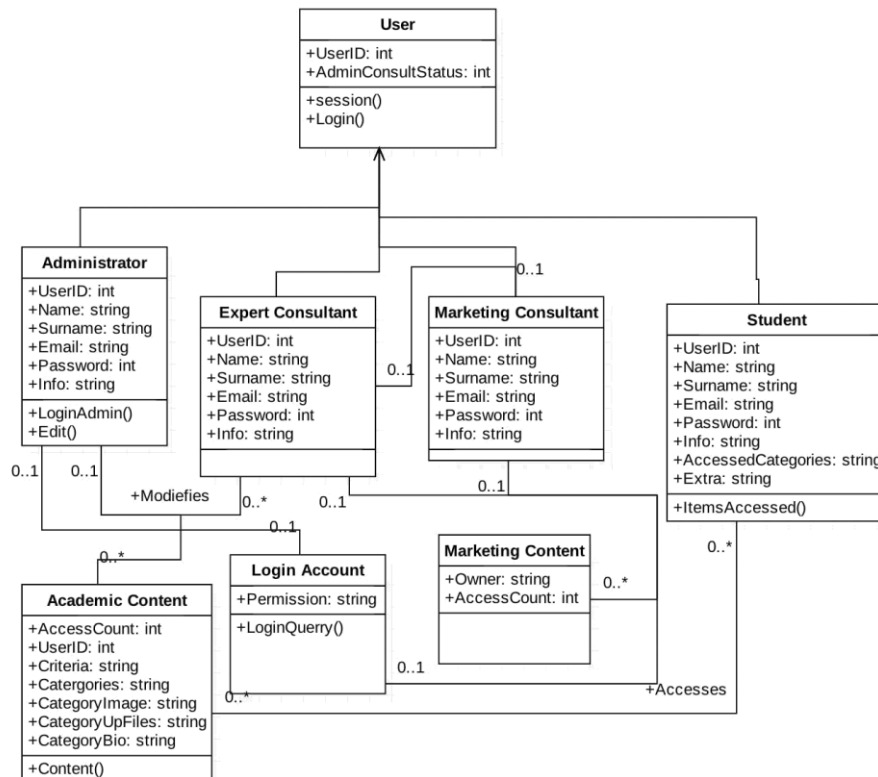 User
+UserID: int
+AdminConsultStatus: int
+session()
+Login()
Administrator
+UserID: int
+Name: string
+Surname: string
+Email: string
+Password: int
+Info: string
+LoginAdmin()
+Edit()
0..1
0..1
Expert Consultant
+UserID: int
+Name: string
+Surname: string
+Email: string
+Password: int
+Info: string
0..1
0..1
Marketing Consultant
+UserID: int
+Name: string
+Surname: string
+Email: string
+Password: int
+Info: string
Student
+UserID: int
+Name: string
+Surname: string
+Email: string
+Password: int
+Info: string
+AccessedCategories: string
+Extra: string
+ItemsAccessed()
+Modiefies
0..*
0..1
0..1
0..1
0..*
0..*
Academic Content
+AccessCount: int
+UserID: int
+Criteria: string
+Catergories: string
+CategoryImage: string
+CategoryUpFiles: string
+CategoryBio: string
+Content()
Login Account
+Permission: string
+LoginQuerry()
Marketing Content
+Owner: string
+AccessCount: int
0..*
0..1
0..*
+Accesses